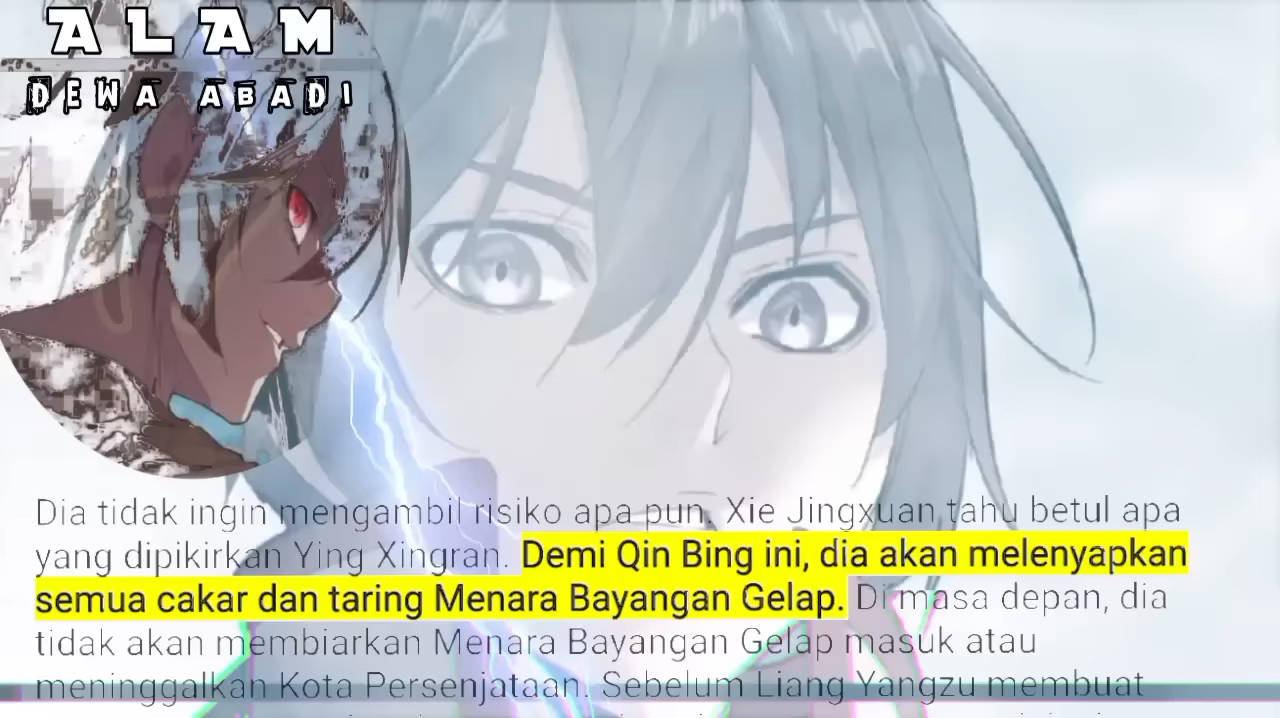 ALAM
DEWA ABADI
Dia tidak ingin mengambil risiko apa pun. Xie Jingxuan tahu betul apa
yang dipikirkan Ying Xingran. Demi Qin Bing ini, dia akan melenyapkan
semua cakar dan taring Menara Bayangan Gelap. Di masa depan, dia
tidak akan membiarkan Menara Bayangan Gelap masuk atau
meninggalkan Kota Persenjataan. Sebelum Liang Yangzu membuat